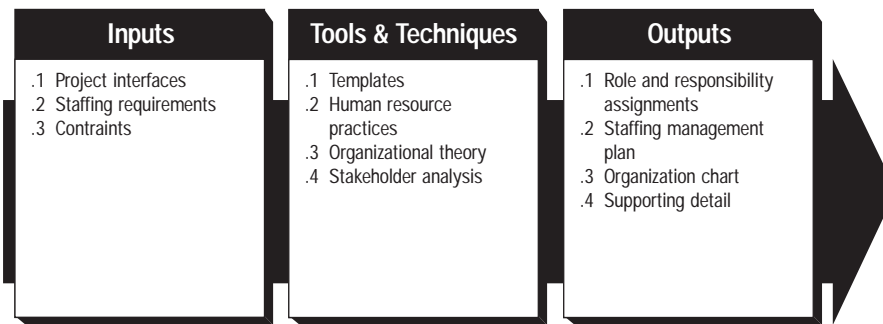 Inputs
.1 Project interfaces
.2 Staffing requirements
.3 Contraints
Tools & Techniques
.1 Templates
.2 Human resource
practices
.3 Organizational theory
.4 Stakeholder analysis
Outputs
.1 Role and responsibility
assignments
.2 Staffing management
plan
.3 Organization chart
.4 Supporting detail